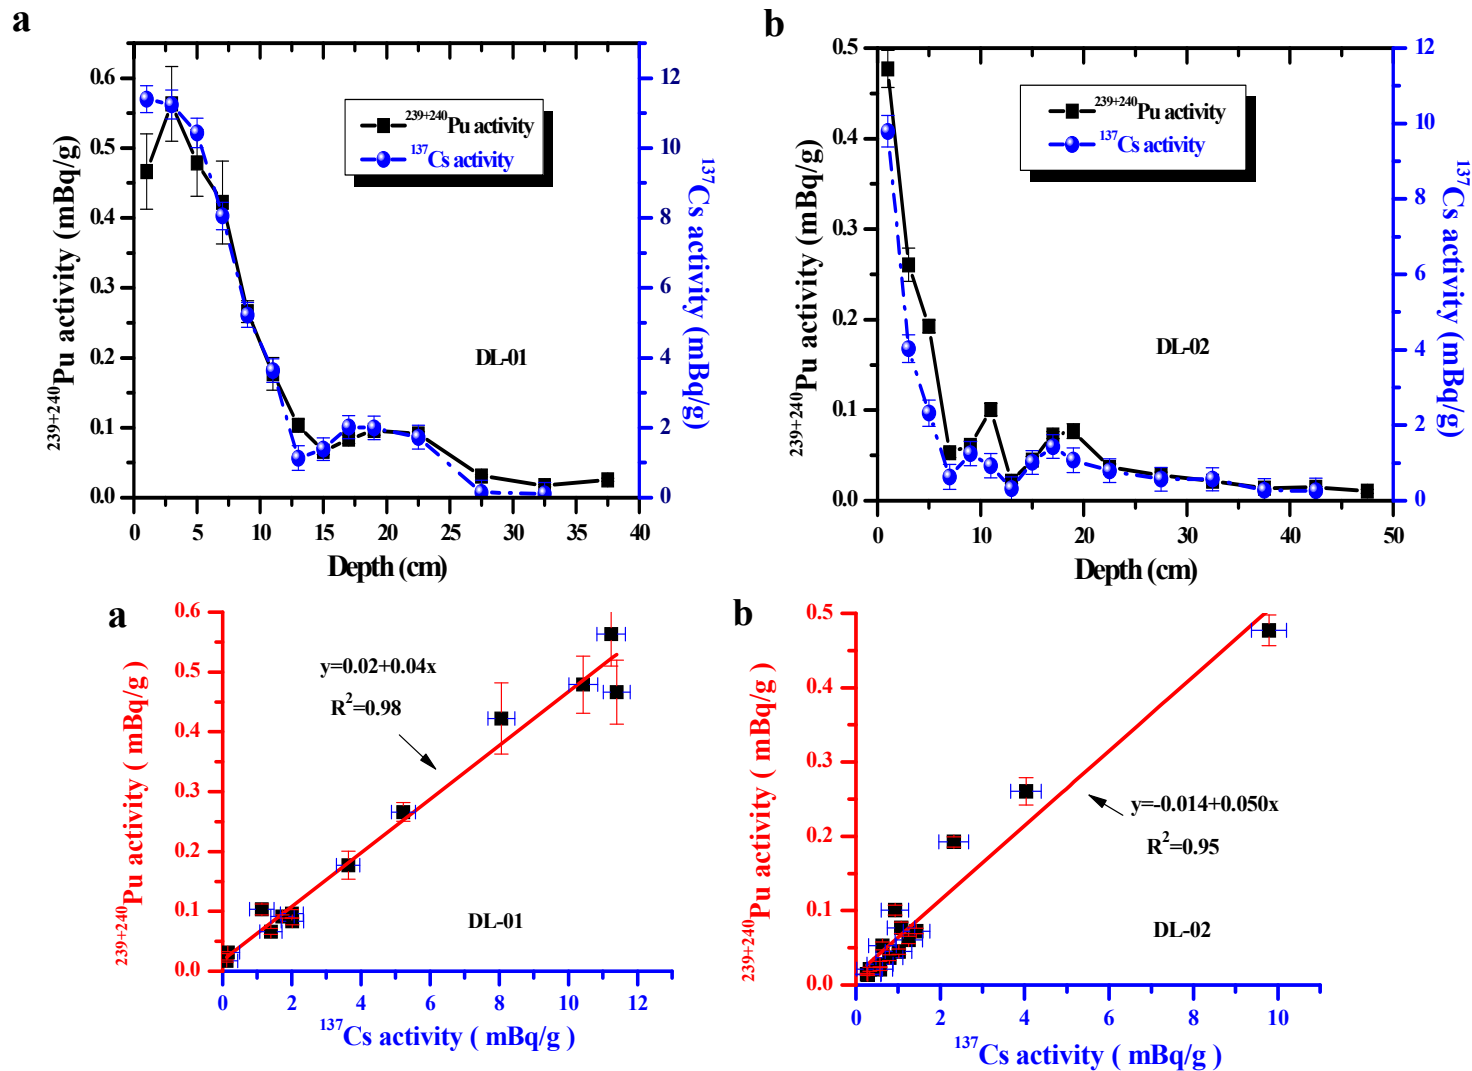 a
b
239+240Pu activity (mBq/g)
0.6
0.5
0.4
0.3
0.2
0.1
0.0
0 5 10 15 20 25 30 35 40
Depth (cm)
12
10
8
6
4
2
0
137Cs activity (mBq/g)
239+240Pu activity
137Cs activity
DL-01
239+240Pu activity (mBq/g)
0.5
0.4
0.3
0.2
0.1
0.0
0 10 20 30 40 50
Depth (cm)
12
10
8
6
4
2
0
137Cs activity (mBq/g)
239+240Pu activity
137Cs activity
DL-02
a
b
239+240Pu activity ( mBq/g )
0.6
0.5
0.4
0.3
0.2
0.1
0.0
0 2 4 6 8 10 12
137Cs activity ( mBq/g )
y=0.02+0.04x
R2=0.98
DL-01
239+240Pu activity ( mBq/g )
0.5
0.4
0.3
0.2
0.1
0.0
0 2 4 6 8 10
137Cs activity ( mBq/g )
y=-0.014+0.050x
R2=0.95
DL-02